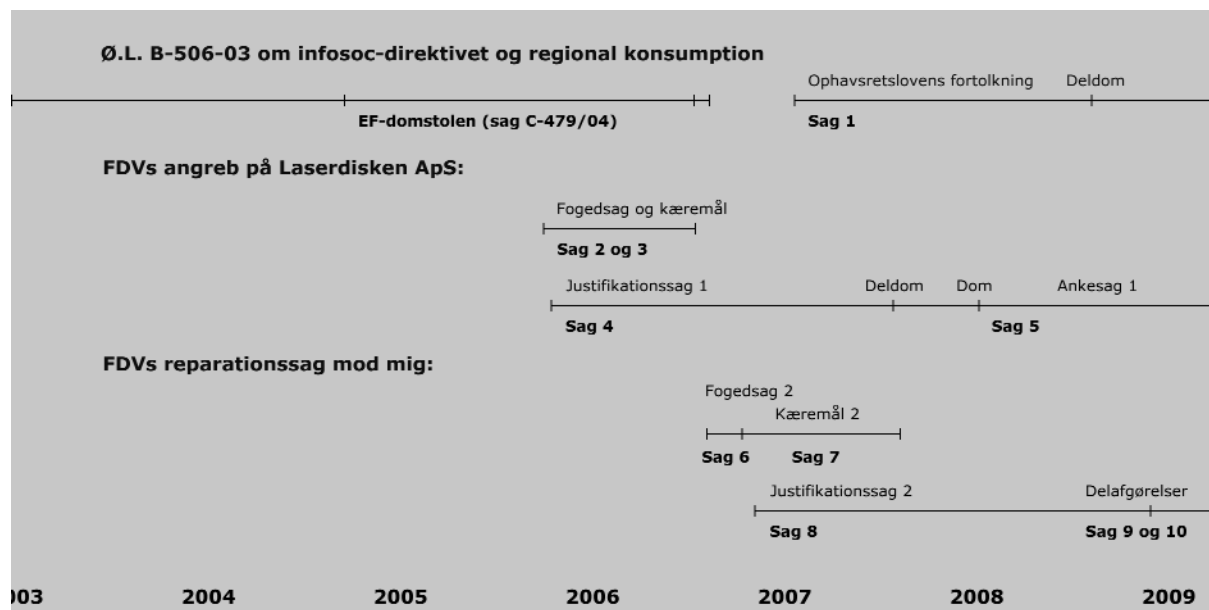 Ø.L. B-506-03 om infosoc-direktivet og regional konsumption
Ophavsretslovens fortolkning Deldom
EF-domstolen (sag C-479/04) Sag 1
FDVs angreb på Laserdisken ApS:
Fogedsag og kæremål
Sag 2 og 3
Justifikationssag 1 Deldom Dom Ankesag 1
Sag 4 Sag 5
FDVs reparationssag mod mig:
Fogedsag 2
Kæremål 2
Sag 6 Sag 7
Justifikationssag 2 Delafgørelser
Sag 8 Sag 9 og 10
03 2004 2005 2006 2007 2008 2009